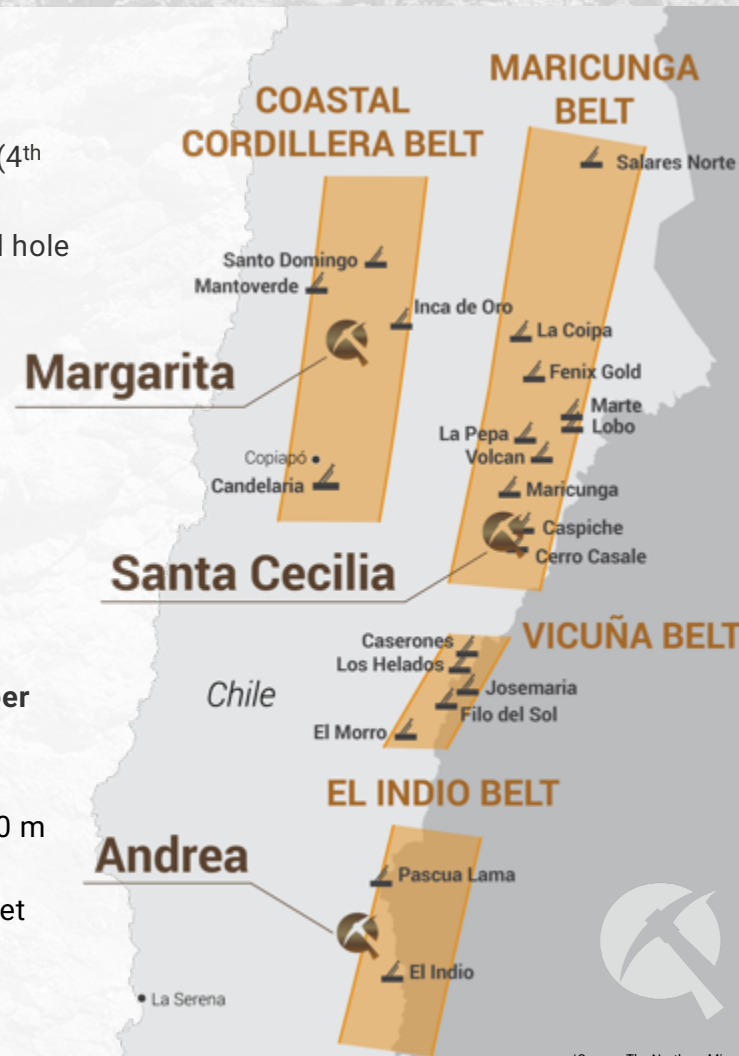 (4th
hole
er
0 m
et
MARICUNGA
BELT
COASTAL
CORDILLERA BELT
Salares Norte
Santo Domingo
Mantoverde
Inca de Oro
La Coipa
Margarita
Fenix Gold
Marte
Lobo
La Pepa
Volcan
Copiapó
Candelaria
Maricunga
Caspiche
Cerro Casale
Santa Cecilia
VICUÑA BELT
Caserones
Los Helados
Josemaria
Filo del Sol
Chile
El Morro
EL INDIO BELT
Andrea
Pascua Lama
El Indio
La Serena